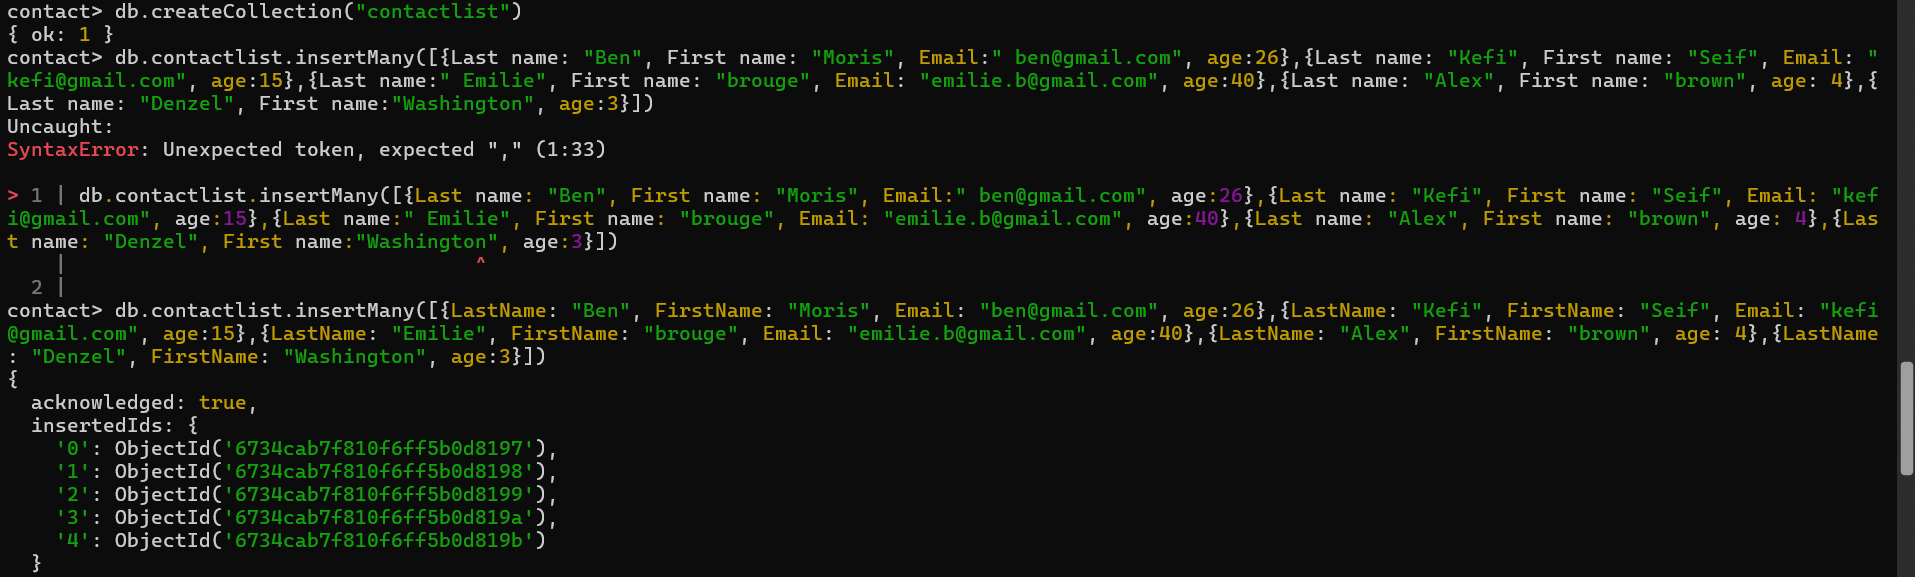 contact> db.createCollection("contactlist")
{ ok: 1 }
contact> db.contactlist.insertMany([{Last name: "Ben", First name: "Moris", Email:" ben@gmail.com", age:26},{Last name: "Kefi", First name: "Seif", Email: "
kefi@gmail.com", age:15},{Last name:" Emilie", First name: "brouge", Email: "emilie.b@gmail.com", age:40},{Last name: "Alex", First name: "brown", age: 4},{
Last name: "Denzel", First name:"Washington", age:3}])
Uncaught:
SyntaxError: Unexpected token, expected "," (1:33)
> 1 | db.contactlist.insertMany([{Last name: "Ben", First name: "Moris", Email:" ben@gmail.com", age:26},{Last name: "Kefi", First name: "Seif", Email: "kef
i@gmail.com", age:15},{Last name:" Emilie", First name: "brouge", Email: "emilie.b@gmail.com", age:40},{Last name: "Alex", First name: "brown", age: 4},{Las
t name: "Denzel", First name:"Washington", age:3}])
    |                                  ^
  2 |
contact> db.contactlist.insertMany([{LastName: "Ben", FirstName: "Moris", Email: "ben@gmail.com", age:26},{LastName: "Kefi", FirstName: "Seif", Email: "kefi
@gmail.com", age:15},{LastName: "Emilie", FirstName: "brouge", Email: "emilie.b@gmail.com", age:40},{LastName: "Alex", FirstName: "brown", age: 4},{LastName
: "Denzel", FirstName: "Washington", age:3}])
{
  acknowledged: true,
  insertedIds: {
    '0': ObjectId('6734cab7f810f6ff5b0d8197'),
    '1': ObjectId('6734cab7f810f6ff5b0d8198'),
    '2': ObjectId('6734cab7f810f6ff5b0d8199'),
    '3': ObjectId('6734cab7f810f6ff5b0d819a'),
    '4': ObjectId('6734cab7f810f6ff5b0d819b')
  }